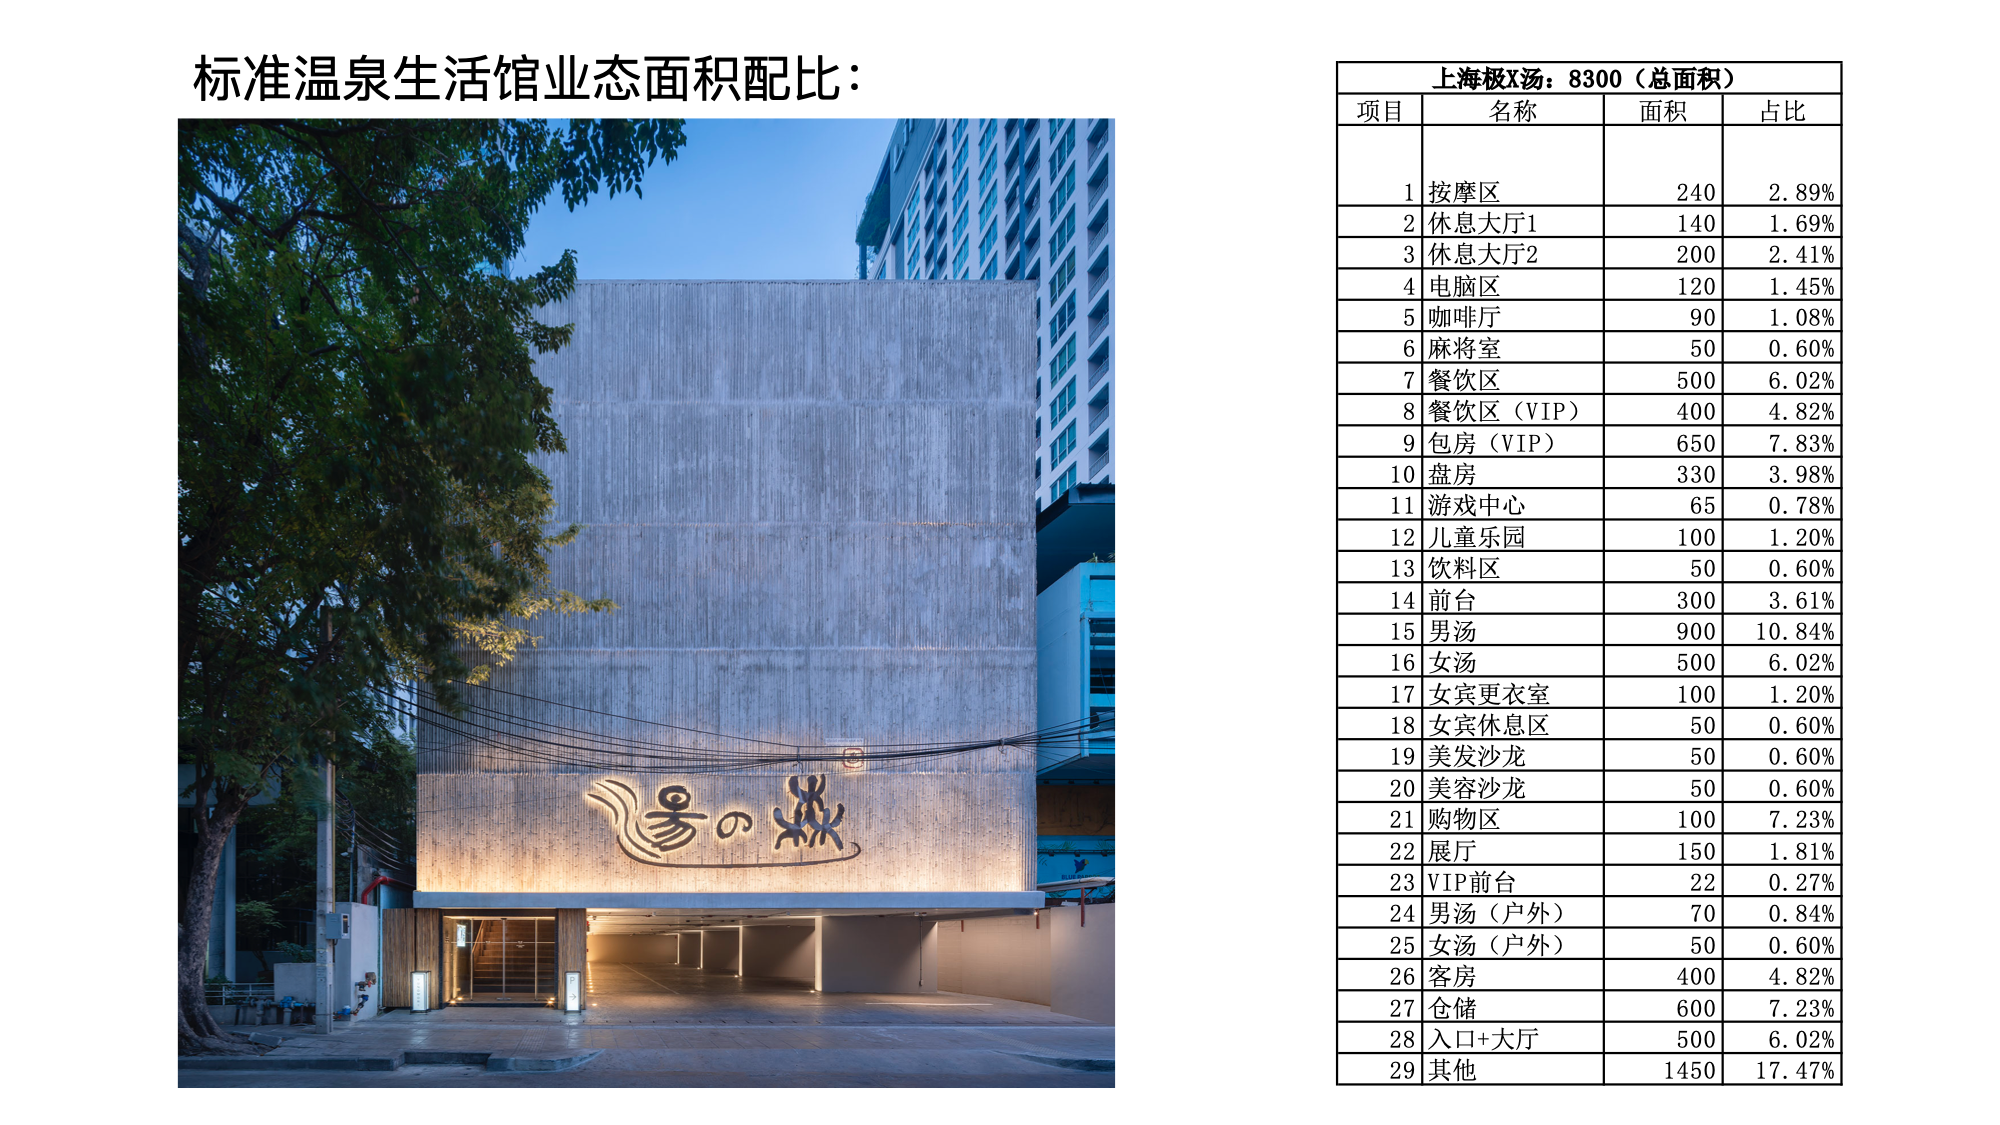 标准温泉生活馆业态面积配比：
湯の森
P
上海极X汤：8300（总面积）
项目 名称 面积 占比
1 按摩区 240 2.89%
2 休息大厅1 140 1.69%
3 休息大厅2 200 2.41%
4 电脑区 120 1.45%
5 咖啡厅 90 1.08%
6 麻将室 50 0.60%
7 餐饮区 500 6.02%
8 餐饮区（VIP） 400 4.82%
9 包房（VIP） 650 7.83%
10 盘房 330 3.98%
11 游戏中心 65 0.78%
12 儿童乐园 100 1.20%
13 饮料区 50 0.60%
14 前台 300 3.61%
15 男汤 900 10.84%
16 女汤 500 6.02%
17 女宾更衣室 100 1.20%
18 女宾休息区 50 0.60%
19 美发沙龙 50 0.60%
20 美容沙龙 50 0.60%
21 购物区 100 7.23%
22 展厅 150 1.81%
23 VIP前台 22 0.27%
24 男汤（户外） 70 0.84%
25 女汤（户外） 50 0.60%
26 客房 400 4.82%
27 仓储 600 7.23%
28 入口+大厅 500 6.02%
29 其他 1450 17.47%